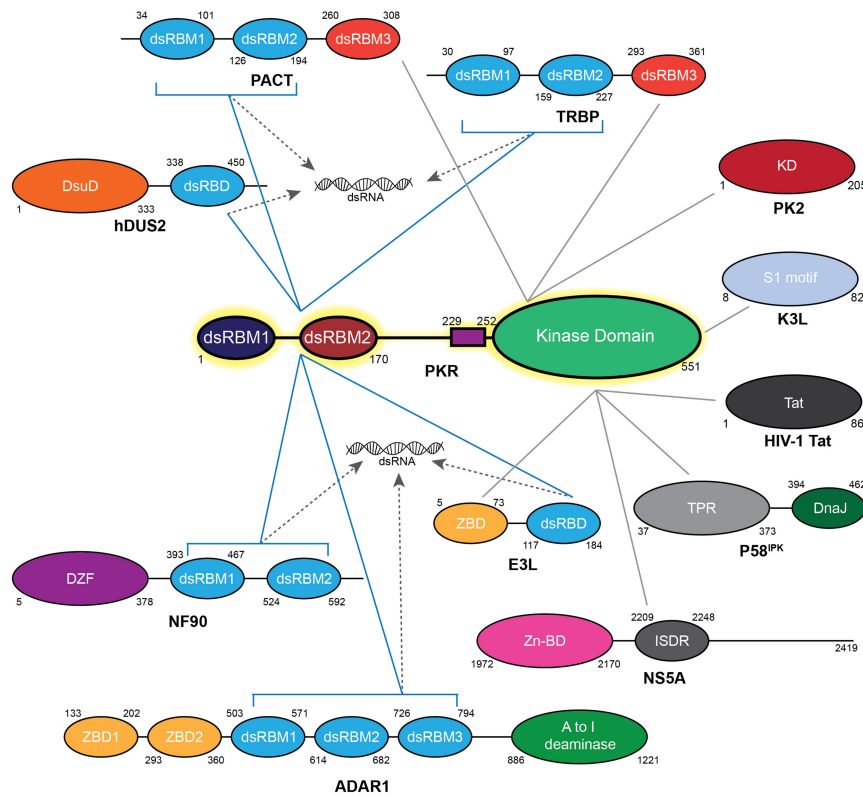 34 101 260 308
dsRBM1 dsRBM2 dsRBM3
126 194
PACT
30 97 293 361
dsRBM1 dsRBM2 dsRBM3
159 227
TRBP
338 450
DsuD dsRBD
1 333
hDUS2
dsRNA
KD
1 205
PK2
S1 motif
8 82
K3L
229 252
dsRBM1 dsRBM2 Kinase Domain
1 170 551
PKR
Tat
1 86
HIV-1 Tat
dsRNA
394 462
TPR DnaJ
37 373
P58IPK
5 73
ZBD dsRBD
117 184
E3L
393 467
DZF dsRBM1 dsRBM2
5 378 524 592
NF90
2209 2248
Zn-BD ISDR
1972 2170 2419
NS5A
133 202 503 571 726 794
ZBD1 ZBD2 dsRBM1 dsRBM2 dsRBM3 A to I
deaminase
293 360 614 682 886 1221
ADAR1